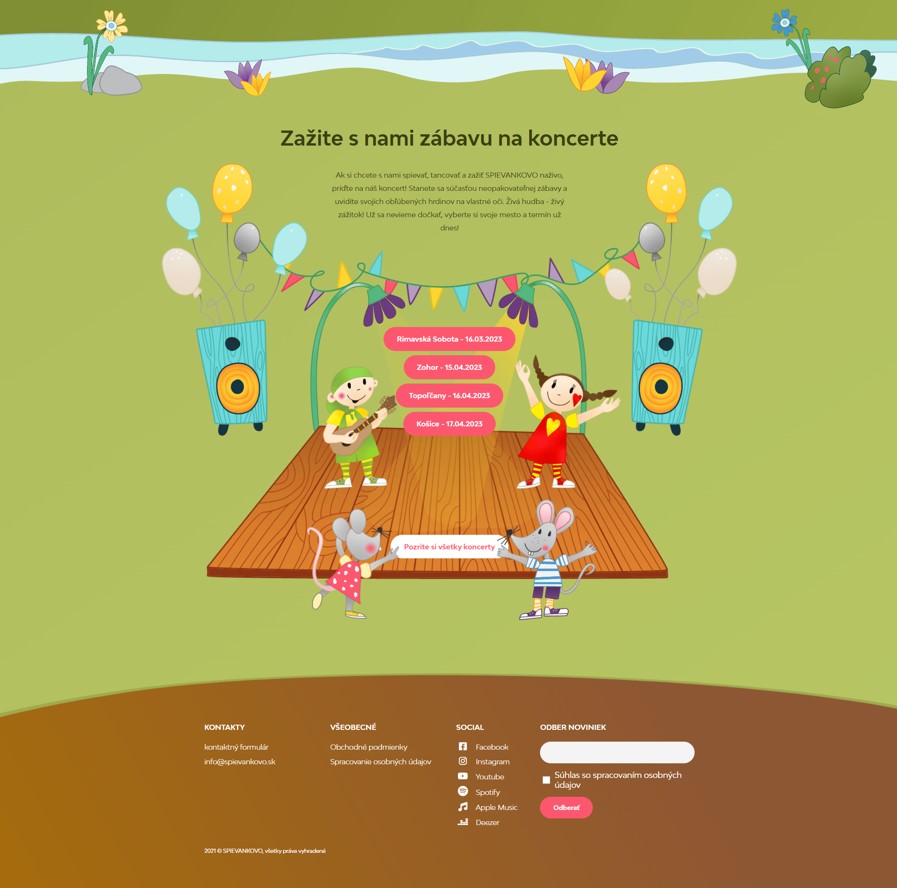 Zažite s nami zábavu na koncerte
Ak si chcete s nami spievať, tancovať a zažiť SPIEVANKOVO naživo,
príďte na náš koncert! Stanete sa súčasťou neopakovateľnej zábavy a
uvidíte svojich obľúbených hrdinov na vlastné oči. Živá hudba - živý
zážitok! Už sa nevieme dočkať, vyberte si svoje mesto a termín už
dnes!
Rimavská Sobota - 16.03.2023
Zohor - 15.04.2023
Topoľčany - 16.04.2023
Košice - 17.04.2023
Pozrite si všetky koncerty
KONTAKTY
kontaktný formulár
info@spievankovo.sk
VŠEOBECNÉ
Obchodné podmienky
Spracovanie osobných údajov
SOCIAL
Facebook
Instagram
Youtube
Spotify
Apple Music
Deezer
ODBER NOVINIEK
Súhlas so spracovaním osobných
údajov
Odberať
2021 © SPIEVANKOVO, všetky práva vyhradené